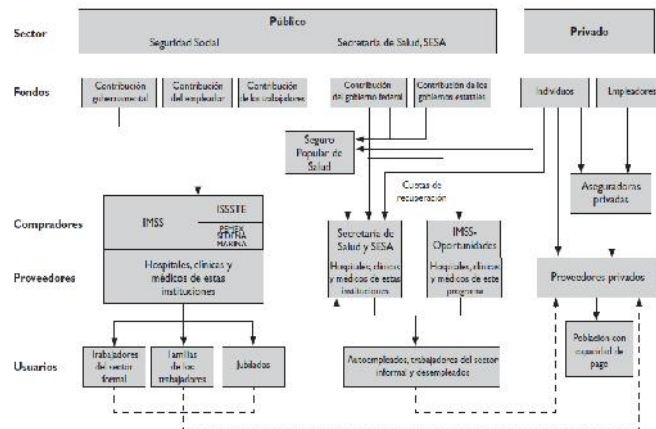 Sector
Público
Seguridad Social
Secretaría de Salud, SESA
Privado
Fondos
Contribución
gubernamental
Contribución
del empleador
Contribución
de los trabajadores
Contribución
del gobierno federal
Contribución de los
gobiernos estatales
Individuos
Empleadores
Seguro
Popular de
Salud
Cuotas de
recuperación
Aseguradoras
privadas
Compradores
IMSS
ISSSTE
PEMEX
SEDENA
MARINA
Secretaría de
Salud y SESA
IMSS-
Oportunidades
Proveedores
Hospitales, clínicas y
médicos de estas
instituciones
Hospitales, clínicas
y médicos de estas
instituciones
Hospitales, clínicas
y médicos de este
programa
Proveedores privados
Usuarios
Trabajadores
del sector
formal
Familias
de los
trabajadores
Jubilados
Autoempleados, trabajadores del sector
informal y desempleados
Población con
capacidad de
pago